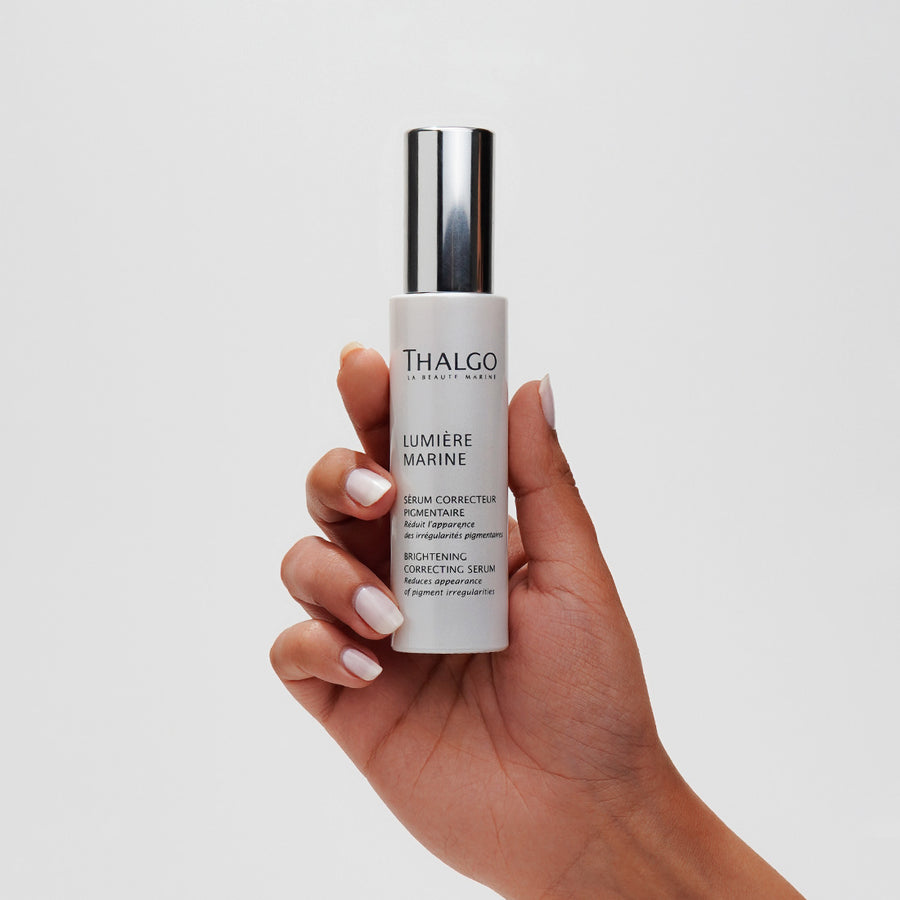 THALGO
LA BEAUTÉ MARINE
LUMIÈRE
MARINE
SÉRUM CORRECTEUR
PIGMENTAIRE
Réduit l'apparence
des irrégularités pigmentaires
BRIGHTENING
CORRECTING SERUM
Reduces appearance
of pigment irregularities